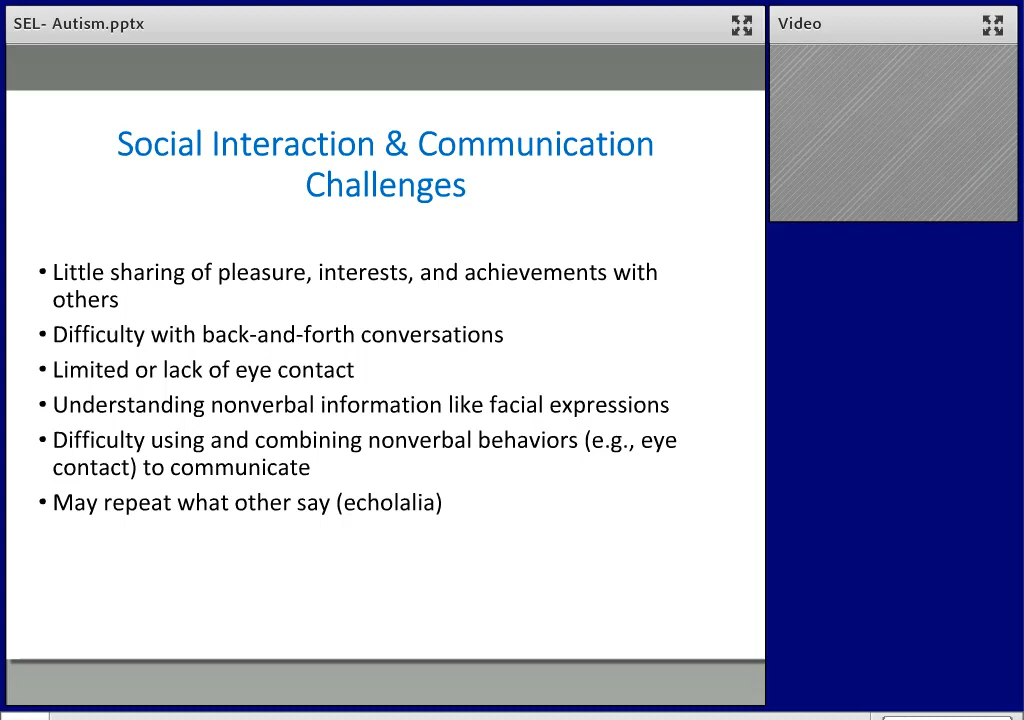 SEL- Autism.pptx
Video
Social Interaction & Communication
Challenges
• Little sharing of pleasure, interests, and achievements with
others
• Difficulty with back-and-forth conversations
• Limited or lack of eye contact
• Understanding nonverbal information like facial expressions
• Difficulty using and combining nonverbal behaviors (e.g., eye
contact) to communicate
• May repeat what other say (echolalia)